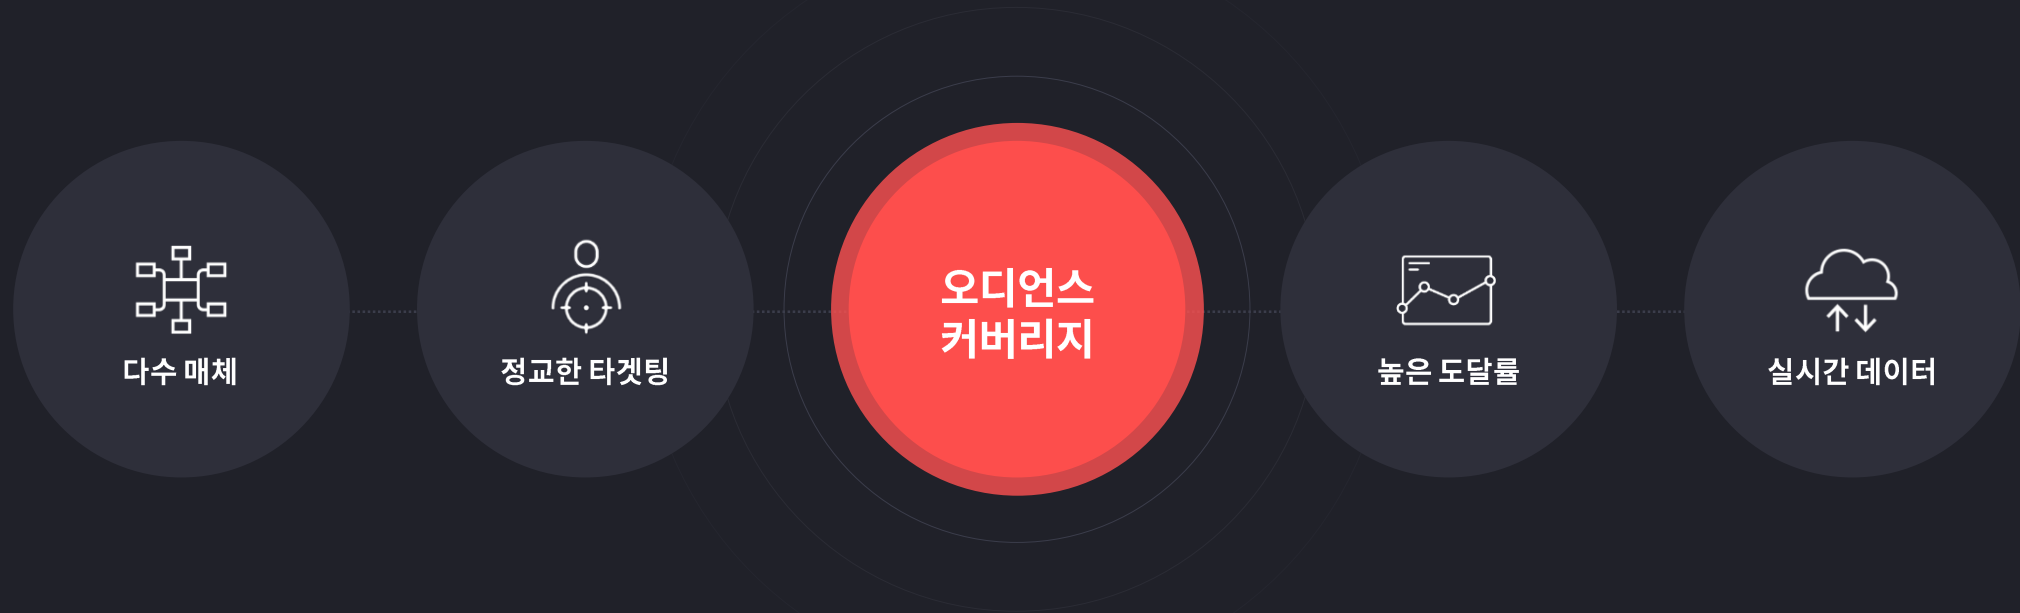 다수 매체
정교한 타겟팅
오디언스
커버리지
높은 도달률
실시간 데이터